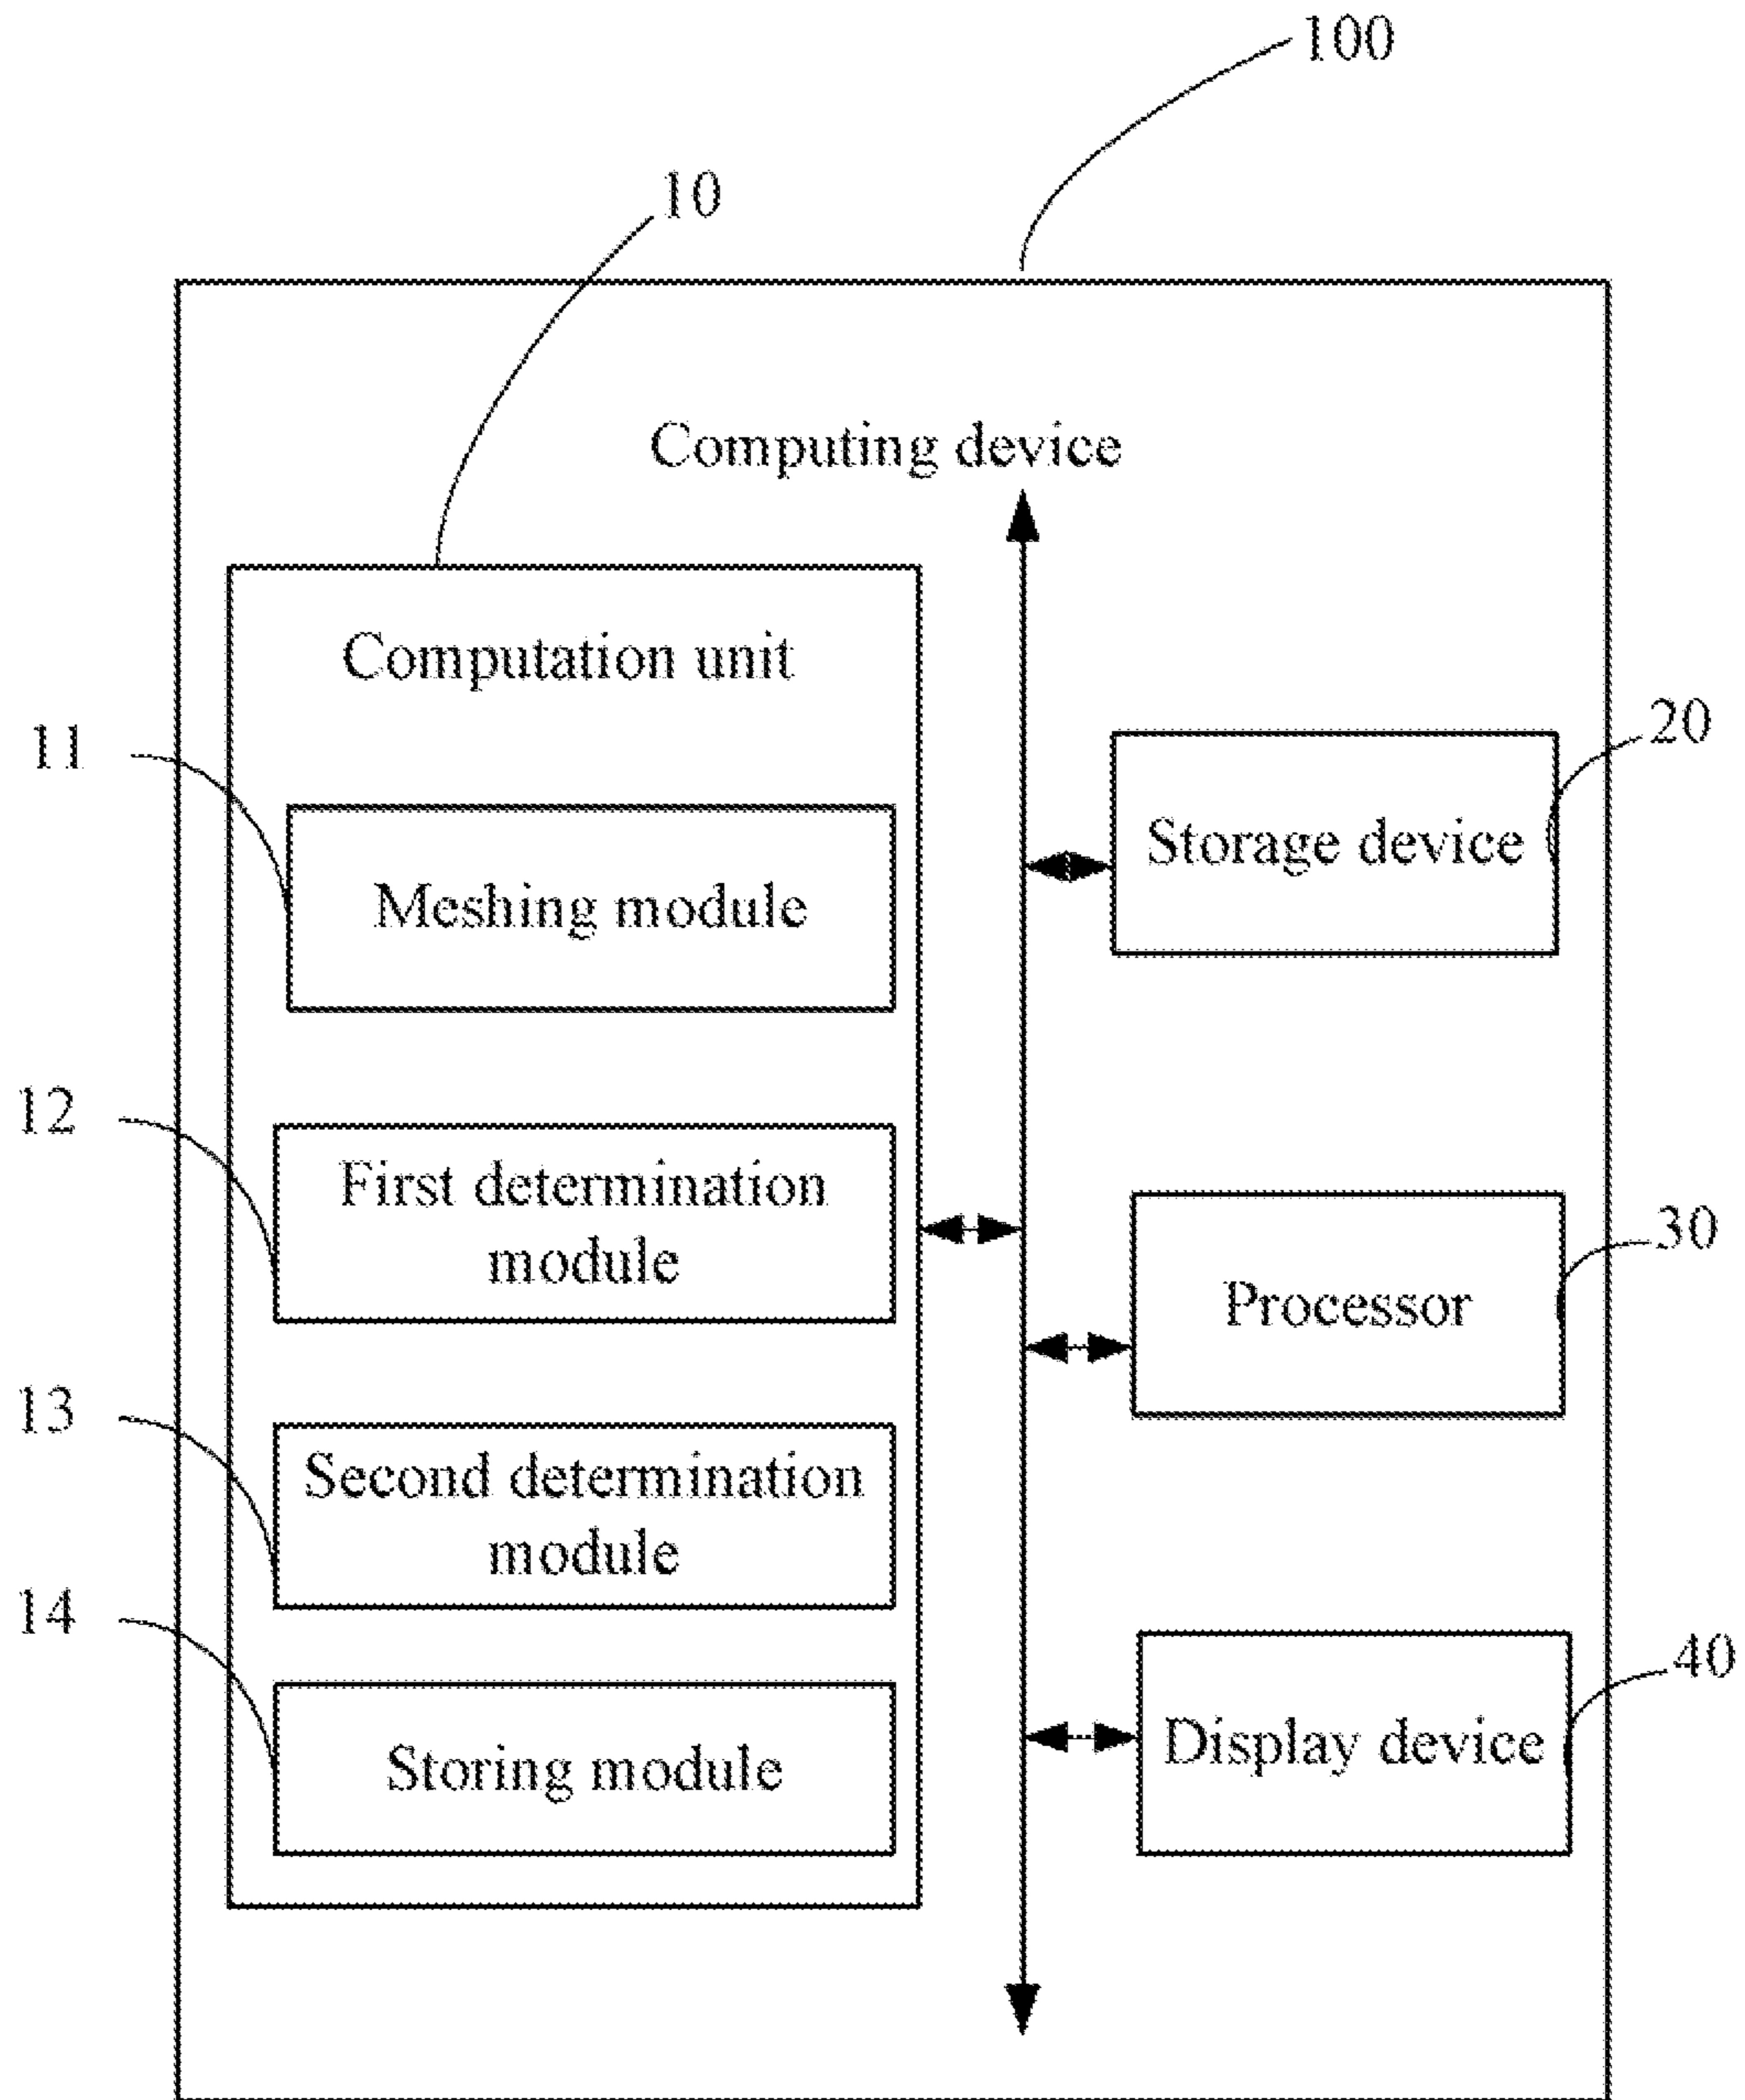 100
10
Computing device
Computation unit
11
Meshing module
20
Storage device
12
First determination
module
30
Processor
13
Second determination
module
14
Storing module
40
Display device